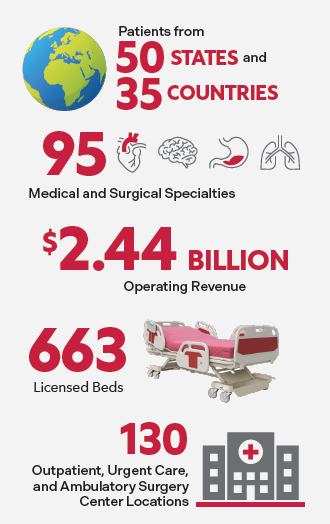 Patients from
50 STATES and
35 COUNTRIES
95
Medical and Surgical Specialties
$2.44 BILLION
Operating Revenue
663
Licensed Beds
130
Outpatient, Urgent Care,
and Ambulatory Surgery
Center Locations